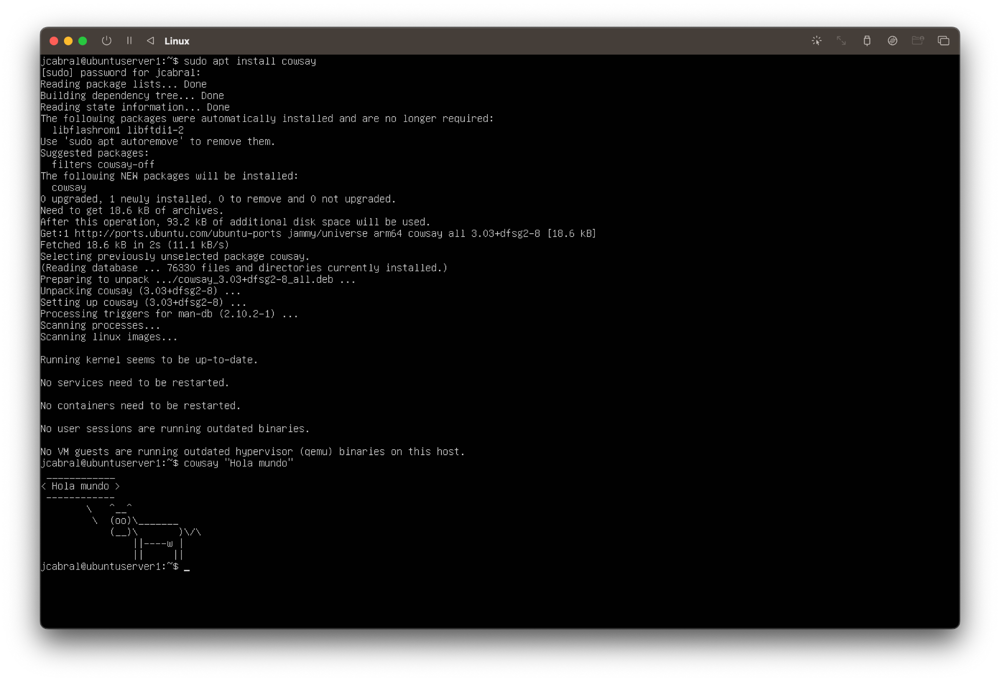 Linux
jcabral@ubuntuserver1:~$ sudo apt install cowsay
[sudo] password for jcabral:
Reading package lists... Done
Building dependency tree... Done
Reading state information... Done
The following packages were automatically installed and are no longer required:
  libflashrom1 libftdi1-2
Use 'sudo apt autoremove' to remove them.
Suggested packages:
  filters cowsay-off
The following NEW packages will be installed:
  cowsay
0 upgraded, 1 newly installed, 0 to remove and 0 not upgraded.
Need to get 18.6 kB of archives.
After this operation, 93.2 kB of additional disk space will be used.
Get:1 http://ports.ubuntu.com/ubuntu-ports jammy/universe arm64 cowsay all 3.03+dfsg2-8 [18.6 kB]
Fetched 18.6 kB in 2s (11.1 kB/s)
Selecting previously unselected package cowsay.
(Reading database ... 76330 files and directories currently installed.)
Preparing to unpack .../cowsay_3.03+dfsg2-8_all.deb ...
Unpacking cowsay (3.03+dfsg2-8) ...
Setting up cowsay (3.03+dfsg2-8) ...
Processing triggers for man-db (2.10.2-1) ...
Scanning processes...
Scanning linux images...
Running kernel seems to be up-to-date.
No services need to be restarted.
No containers need to be restarted.
No user sessions are running outdated binaries.
No VM guests are running outdated hypervisor (qemu) binaries on this host.
jcabral@ubuntuserver1:~$ cowsay "Hola mundo"
 ____________
< Hola mundo >
 ------------
        \   ^__^
         \  (oo)\_______
            (__)\       )\/\
                ||----w |
                ||     ||
jcabral@ubuntuserver1:~$ _